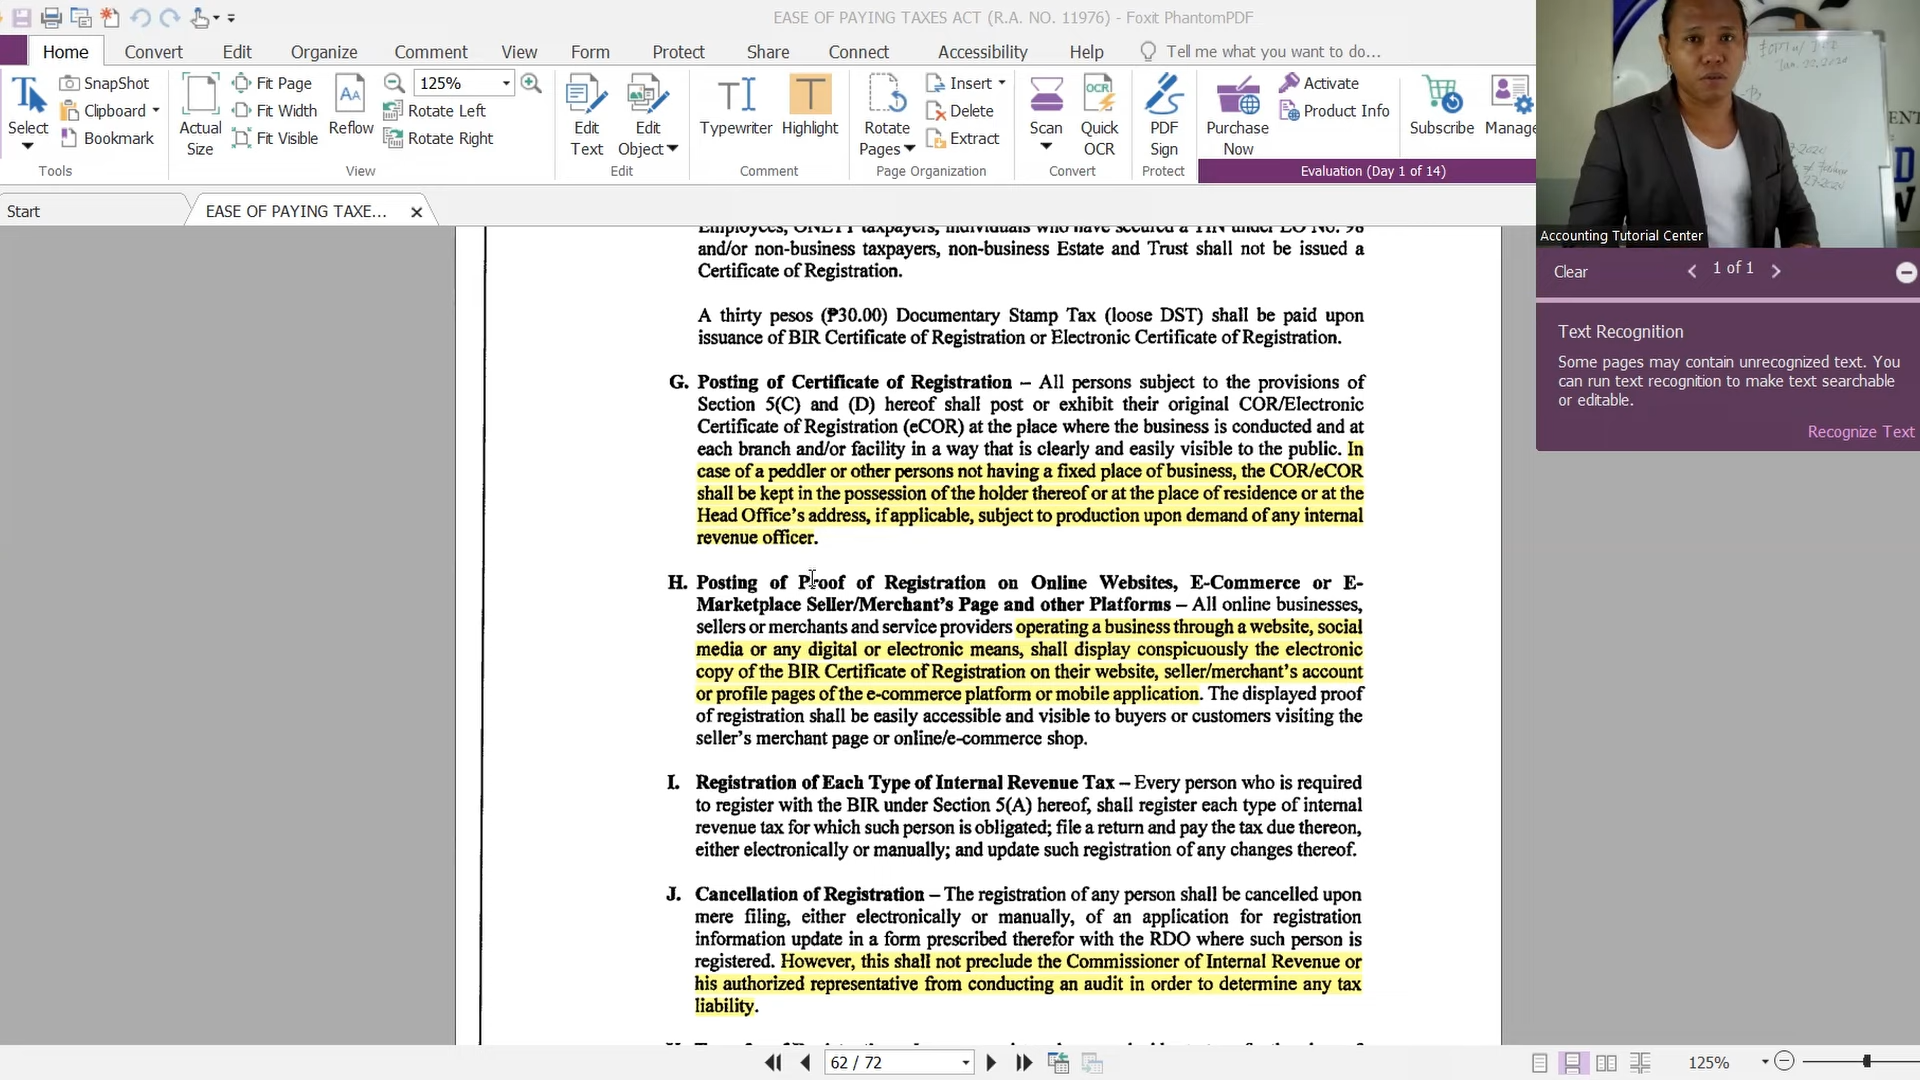 EASE OF PAYING TAXES ACT (R.A. NO. 11976) - Foxit PhantomPDF
Home Convert Edit Organize Comment View Form Protect Share Connect Accessibility Help Tell me what you want to do...
Select
SnapShot
Clipboard
Bookmark
Tools
Actual
Size
Fit Page
Fit Width
Fit Visible
Reflow
125%
Rotate Left
Rotate Right
View
Edit
Text
Edit
Object
Edit
Typewriter
Highlight
Comment
Rotate
Pages
Insert
Delete
Extract
Page Organization
Scan
Quick
OCR
Convert
PDF
Sign
Protect
Purchase
Now
Activate
Product Info
Subscribe
Manage
Evaluation (Day 1 of 14)
Start
EASE OF PAYING TAXE...
Employees, ONETT taxpayers, individuals who have secured a TIN under EO No. 98
and/or non-business taxpayers, non-business Estate and Trust shall not be issued a
Certificate of Registration.
A thirty pesos (₱30.00) Documentary Stamp Tax (loose DST) shall be paid upon
issuance of BIR Certificate of Registration or Electronic Certificate of Registration.
G. Posting of Certificate of Registration – All persons subject to the provisions of
Section 5(C) and (D) hereof shall post or exhibit their original COR/Electronic
Certificate of Registration (eCOR) at the place where the business is conducted and at
each branch and/or facility in a way that is clearly and easily visible to the public. In
case of a peddler or other persons not having a fixed place of business, the COR/eCOR
shall be kept in the possession of the holder thereof or at the place of residence or at the
Head Office's address, if applicable, subject to production upon demand of any internal
revenue officer.
H. Posting of Proof of Registration on Online Websites, E-Commerce or E-
Marketplace Seller/Merchant's Page and other Platforms – All online businesses,
sellers or merchants and service providers operating a business through a website, social
media or any digital or electronic means, shall display conspicuously the electronic
copy of the BIR Certificate of Registration on their website, seller/merchant's account
or profile pages of the e-commerce platform or mobile application. The displayed proof
of registration shall be easily accessible and visible to buyers or customers visiting the
seller's merchant page or online/e-commerce shop.
I. Registration of Each Type of Internal Revenue Tax – Every person who is required
to register with the BIR under Section 5(A) hereof, shall register each type of internal
revenue tax for which such person is obligated; file a return and pay the tax due thereon,
either electronically or manually; and update such registration of any changes thereof.
J. Cancellation of Registration – The registration of any person shall be cancelled upon
mere filing, either electronically or manually, of an application for registration
information update in a form prescribed therefor with the RDO where such person is
registered. However, this shall not preclude the Commissioner of Internal Revenue or
his authorized representative from conducting an audit in order to determine any tax
liability.
62 / 72
125%
Accounting Tutorial Center
Clear
1 of 1
Text Recognition
Some pages may contain unrecognized text. You
can run text recognition to make text searchable
or editable.
Recognize Text